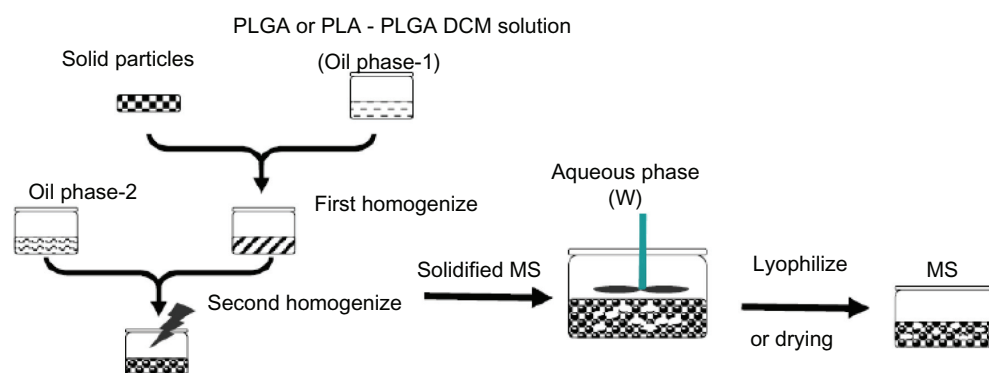 PLGA or PLA - PLGA DCM solution
(Oil phase-1)
Solid particles
Oil phase-2
First homogenize
Second homogenize
Solidified MS
Aqueous phase
(W)
Lyophilize
or drying
MS